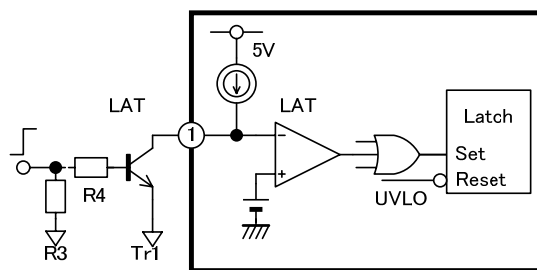 5V
LAT
LAT
1
Latch
Set
Reset
UVLO
R4
R3
Tr1